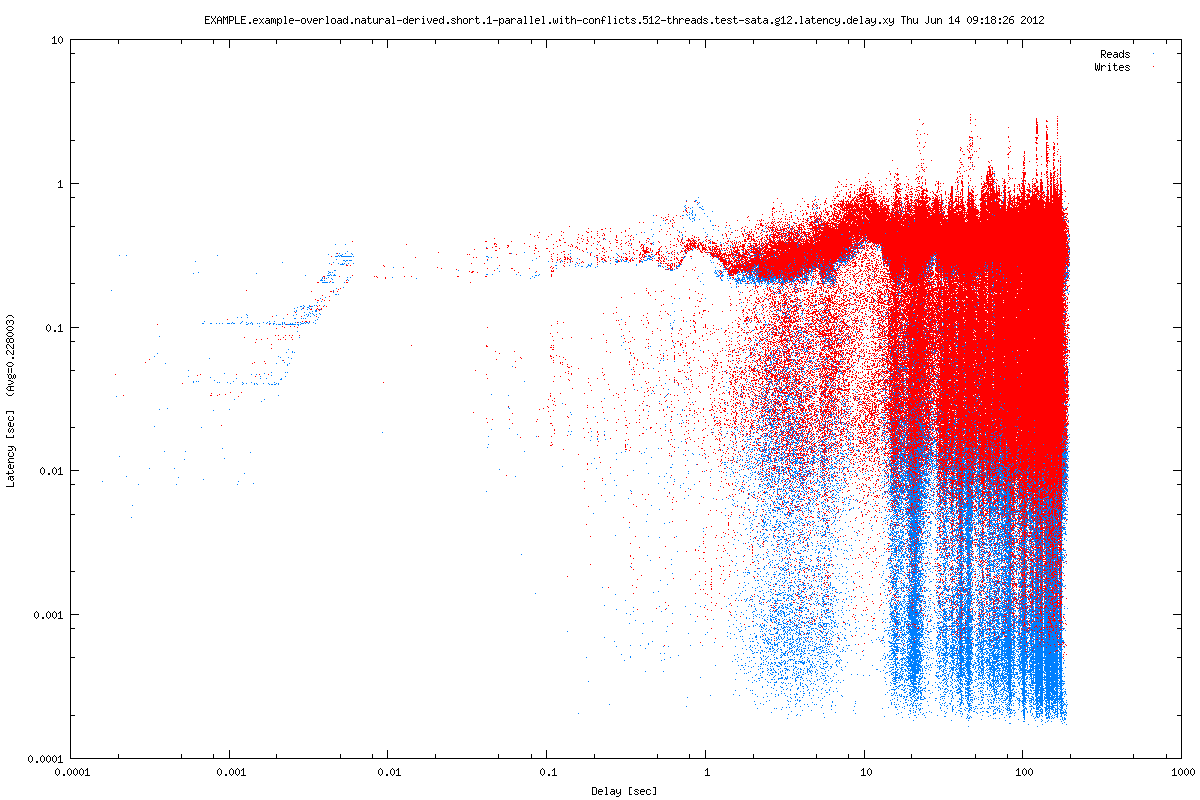 EXAMPLE.example-overload.natural-derived.short.1-parallel.with-conflicts.512-threads.test-sata.g12.latency.delay.xy Thu Jun 14 09:18:26 2012
10
Reads
Writes
1
0.1
Latency [sec] (Avg=0.228003)
0.01
0.001
0.0001
0.0001 0.001 0.01 0.1 1 10 100 1000
Delay [sec]